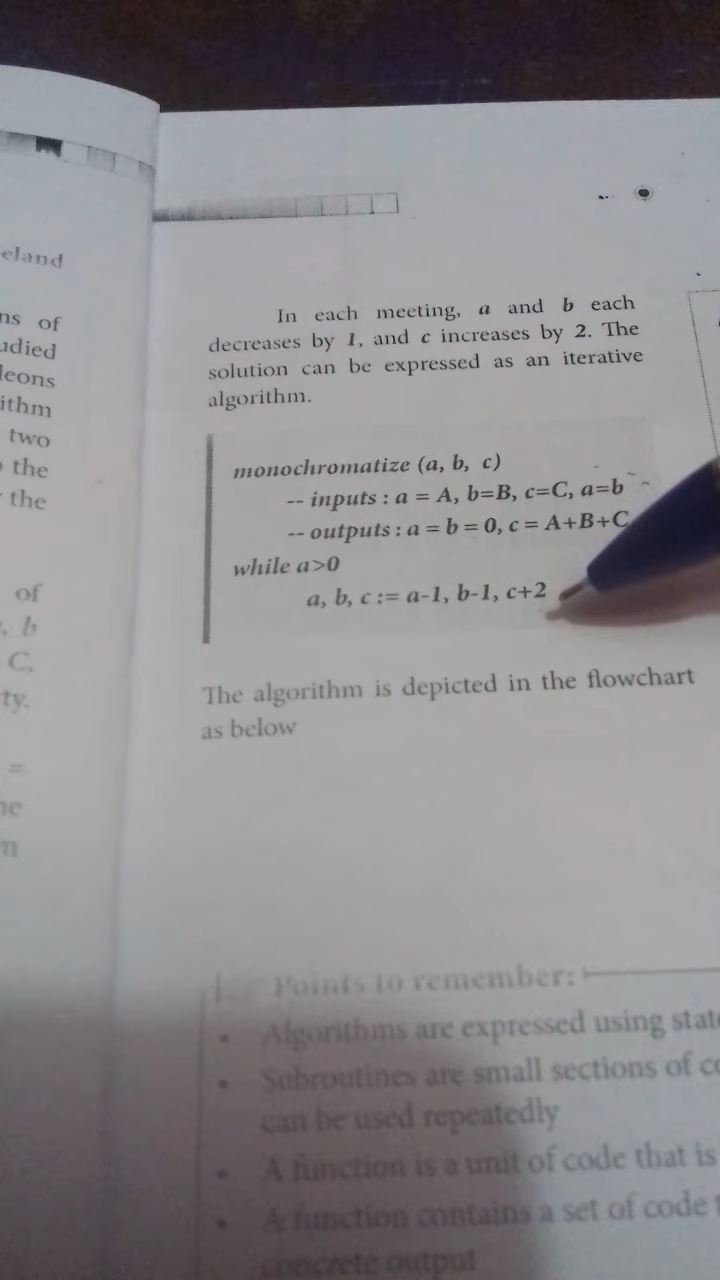 eland
ns of
udied
leons
ithm
two
the
the
of
, b
C,
ty.
=
In each meeting, a and b each
decreases by 1, and c increases by 2. The
solution can be expressed as an iterative
algorithm.
monochromatize (a, b, c)
-- inputs : a = A, b=B, c=C, a=b
-- outputs : a = b = 0, c = A+B+C
while a>0
a, b, c := a-1, b-1, c+2
The algorithm is depicted in the flowchart
as below
Points to remember:
• Algorithms are expressed using state
• Subroutines are small sections of co
can be used repeatedly
• A function is a unit of code that is
• A function contains a set of code
concrete output